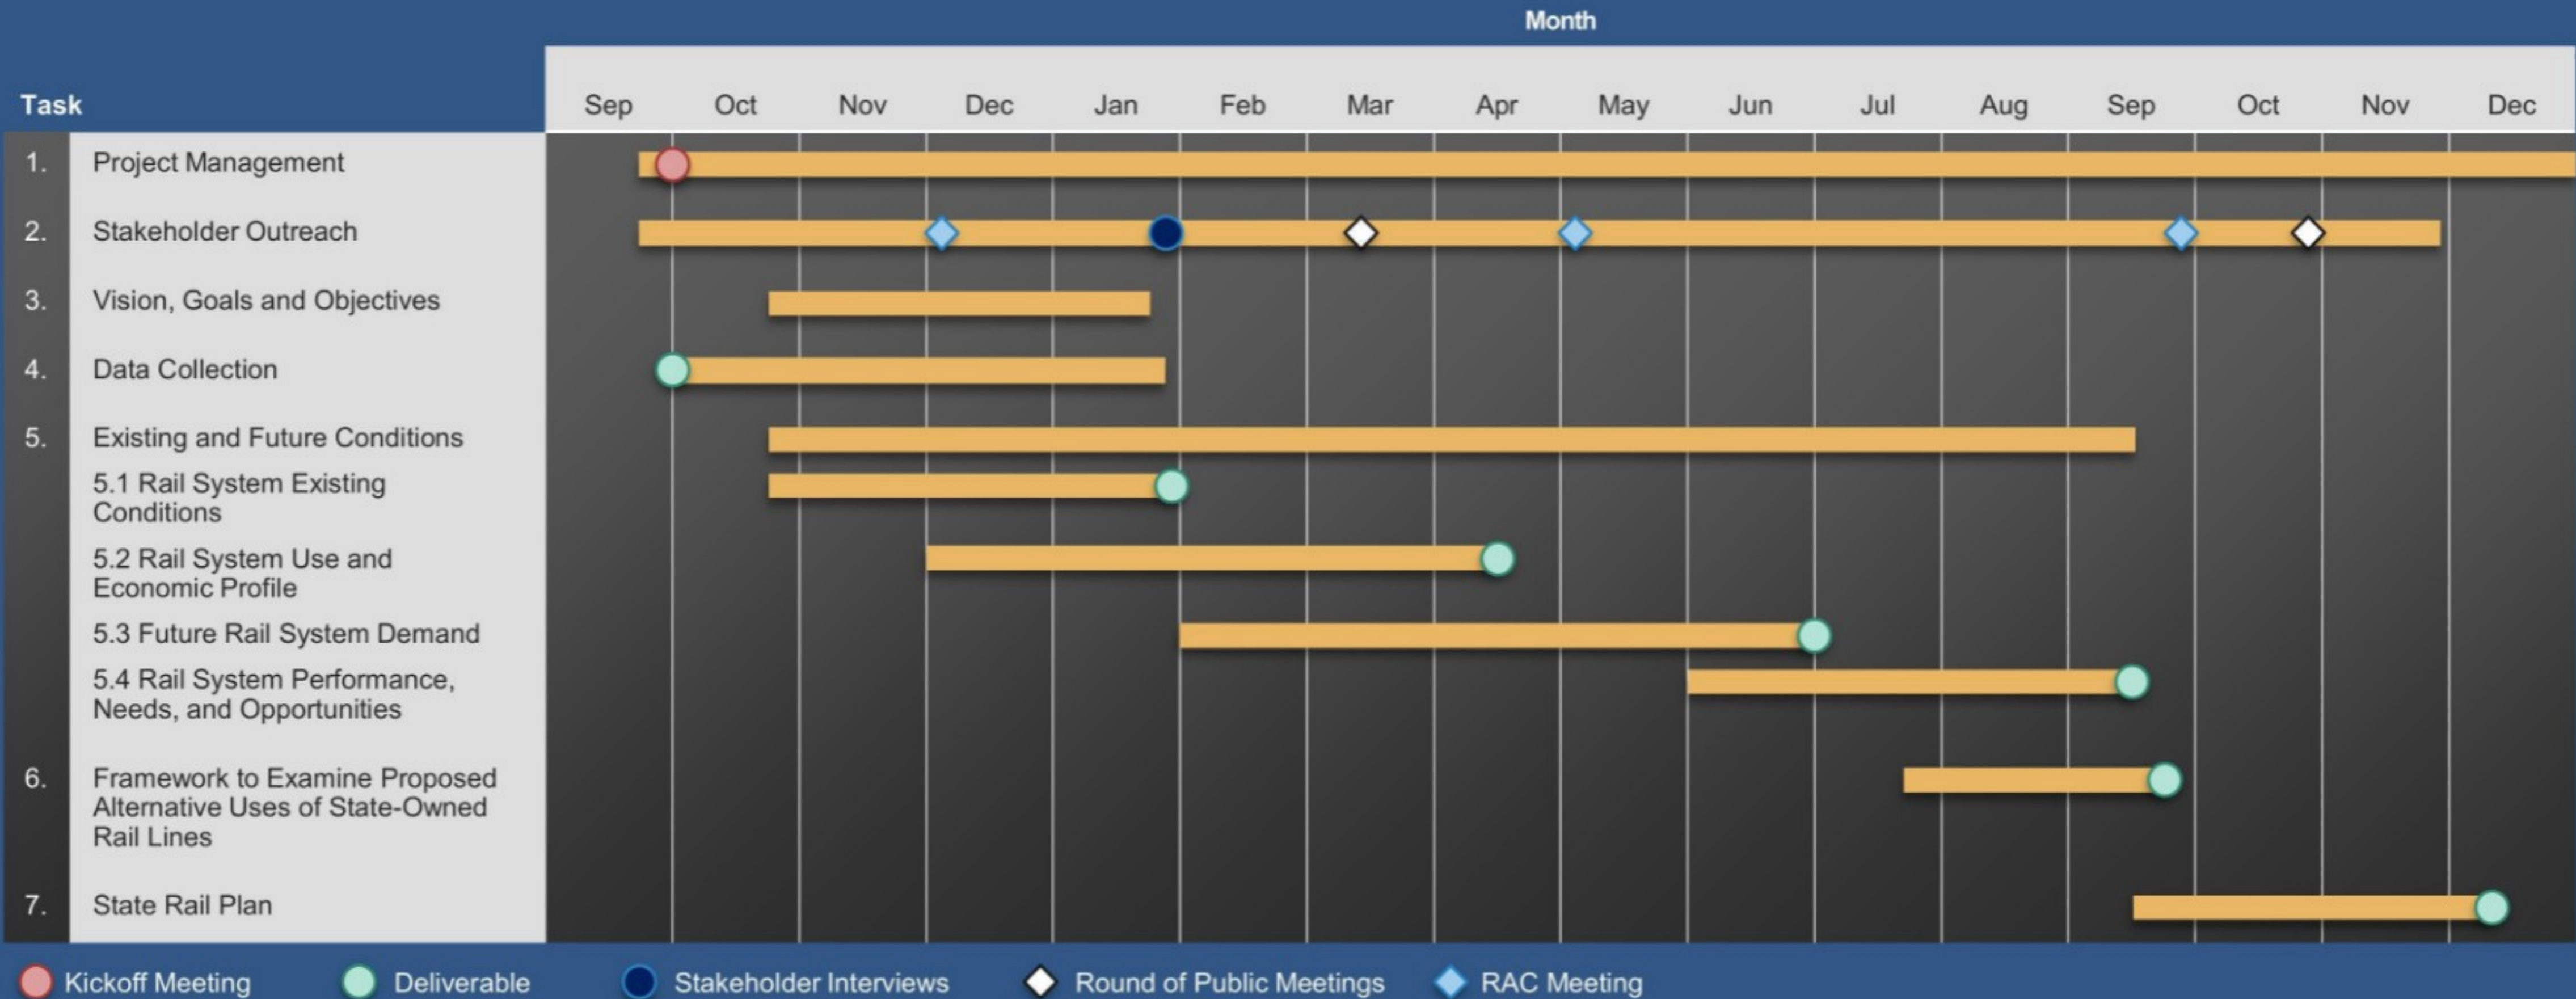 Month
Task
Sep Oct Nov Dec Jan Feb Mar Apr May Jun Jul Aug Sep Oct Nov Dec
1. Project Management
2. Stakeholder Outreach
3. Vision, Goals and Objectives
4. Data Collection
5. Existing and Future Conditions
5.1 Rail System Existing
Conditions
5.2 Rail System Use and
Economic Profile
5.3 Future Rail System Demand
5.4 Rail System Performance,
Needs, and Opportunities
6. Framework to Examine Proposed
Alternative Uses of State-Owned
Rail Lines
7. State Rail Plan
Kickoff Meeting Deliverable Stakeholder Interviews Round of Public Meetings RAC Meeting